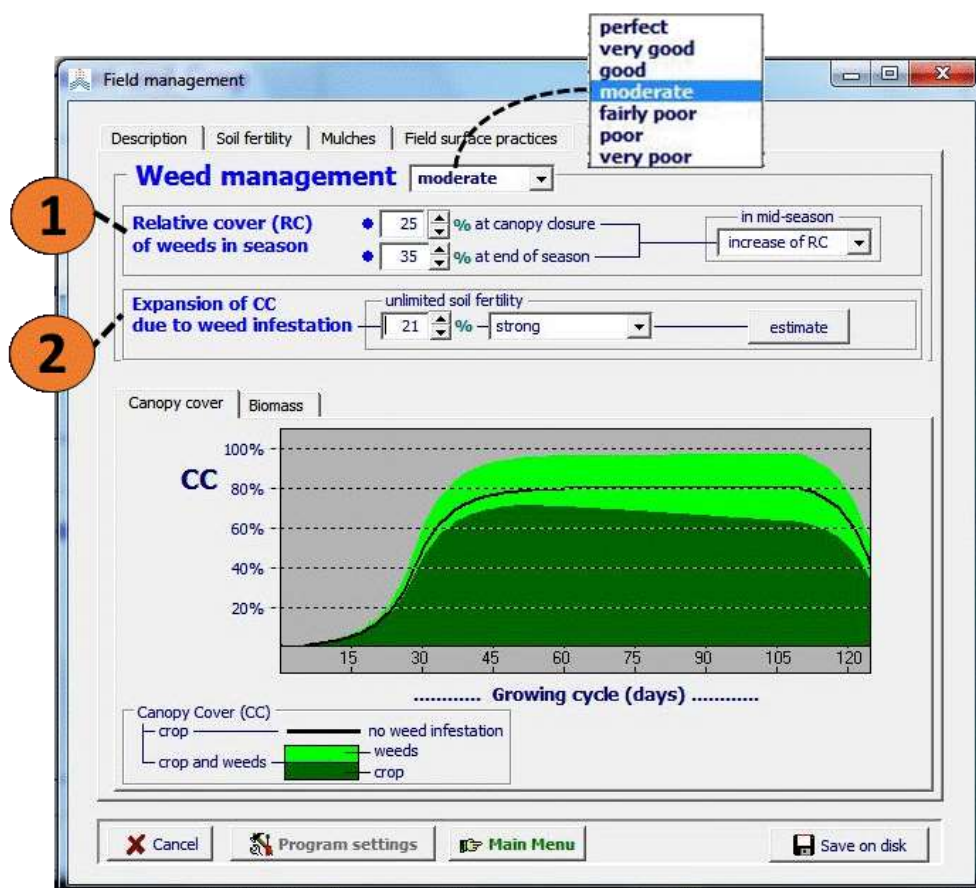 perfect
very good
good
moderate
fairly poor
poor
very poor
Field management
Description Soil fertility Mulches Field surface practices
Weed management moderate
1
Relative cover (RC)
of weeds in season
25 % at canopy closure
35 % at end of season
in mid-season
increase of RC
2
Expansion of CC
due to weed infestation
unlimited soil fertility
21 % strong
estimate
Canopy cover Biomass
CC
100%
80%
60%
40%
20%
15 30 45 60 75 90 105 120
............ Growing cycle (days) ............
Canopy Cover (CC)
crop no weed infestation
crop and weeds weeds
crop
Cancel Program settings Main Menu Save on disk